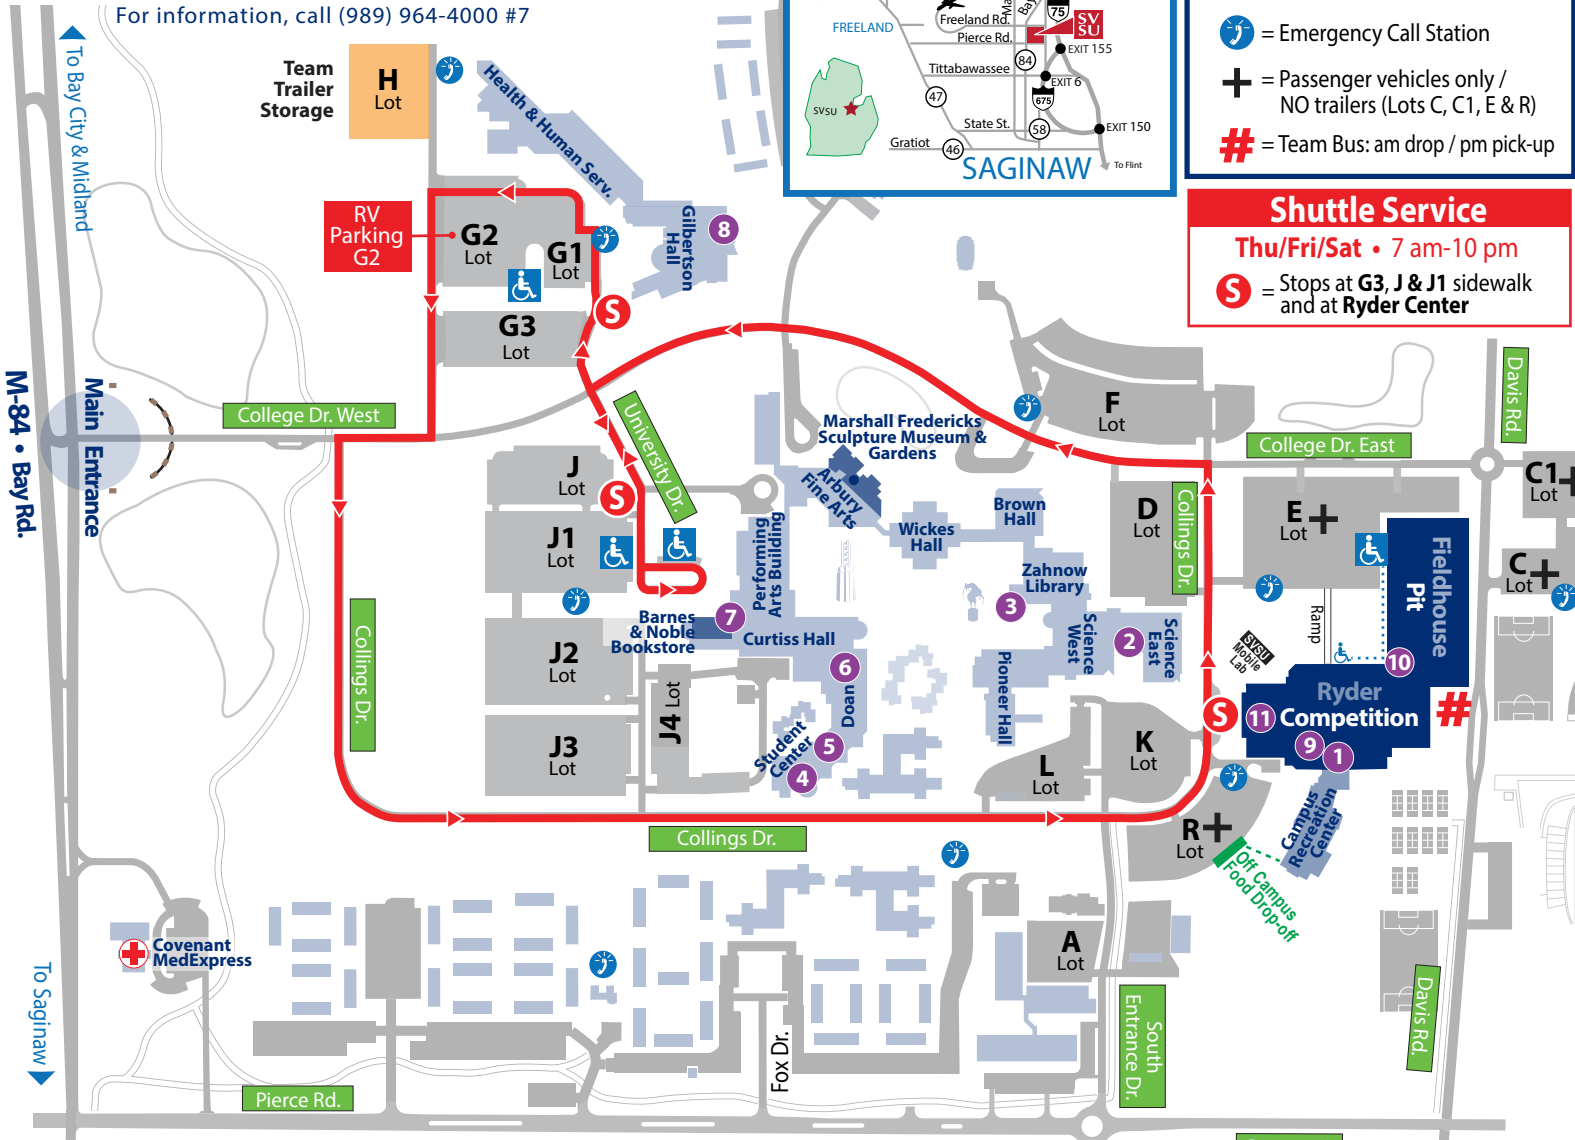 For information, call (989) 964-4000 #7
To Bay City & Midland
Team
Trailer
Storage
H
Lot
Health & Human Serv.
FREELAND
Freeland Rd.
Pierce Rd.
Tittabawassee
State St.
Gratiot
75
SV
SU
EXIT 155
84
EXIT 6
47
675
58
EXIT 150
46
To Flint
SVSU
SAGINAW
= Emergency Call Station
+ = Passenger vehicles only /
NO trailers (Lots C, C1, E & R)
# = Team Bus: am drop / pm pick-up
Shuttle Service
Thu/Fri/Sat • 7 am-10 pm
S = Stops at G3, J & J1 sidewalk
and at Ryder Center
RV
Parking
G2
G2
Lot
G1
Lot
Gilbertson
Hall
8
S
G3
Lot
M-84 • Bay Rd.
Main Entrance
College Dr. West
University Dr.
Marshall Fredericks
Sculpture Museum &
Gardens
Arbury
Fine Arts
F
Lot
College Dr. East
Davis Rd.
C1
Lot
J
Lot
S
J1
Lot
Performing
Arts Building
Wickes
Hall
Brown
Hall
Zahnow
Library
D
Lot
Collings Dr.
E
Lot
Fieldhouse
Pit
C
Lot
Collings Dr.
Barnes
& Noble
Bookstore
7
Curtiss Hall
3
Science
West
2
Science
East
Ramp
SVSU
Mobile
Lab
10
J2
Lot
J4 Lot
6
Doan
Pioneer Hall
Ryder
Competition
11
9
1
S
#
J3
Lot
Student
Center
5
4
L
Lot
K
Lot
R
Lot
Campus
Recreation
Center
Off Campus
Food Drop-off
Collings Dr.
Covenant
MedExpress
A
Lot
To Saginaw
Pierce Rd.
Fox Dr.
South
Entrance Dr.
Davis Rd.